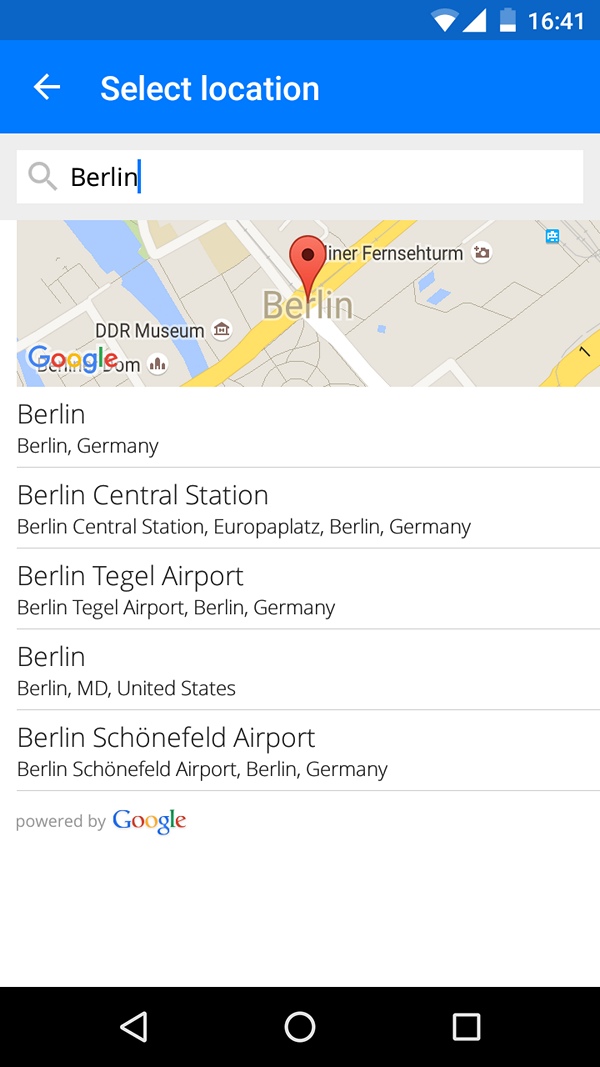 16:41
Select location
Berlin
liner Fernsehturm
Berlin
DDR Museum
Google
Dom
1
Berlin
Berlin, Germany
Berlin Central Station
Berlin Central Station, Europaplatz, Berlin, Germany
Berlin Tegel Airport
Berlin Tegel Airport, Berlin, Germany
Berlin
Berlin, MD, United States
Berlin Schönefeld Airport
Berlin Schönefeld Airport, Berlin, Germany
powered by Google